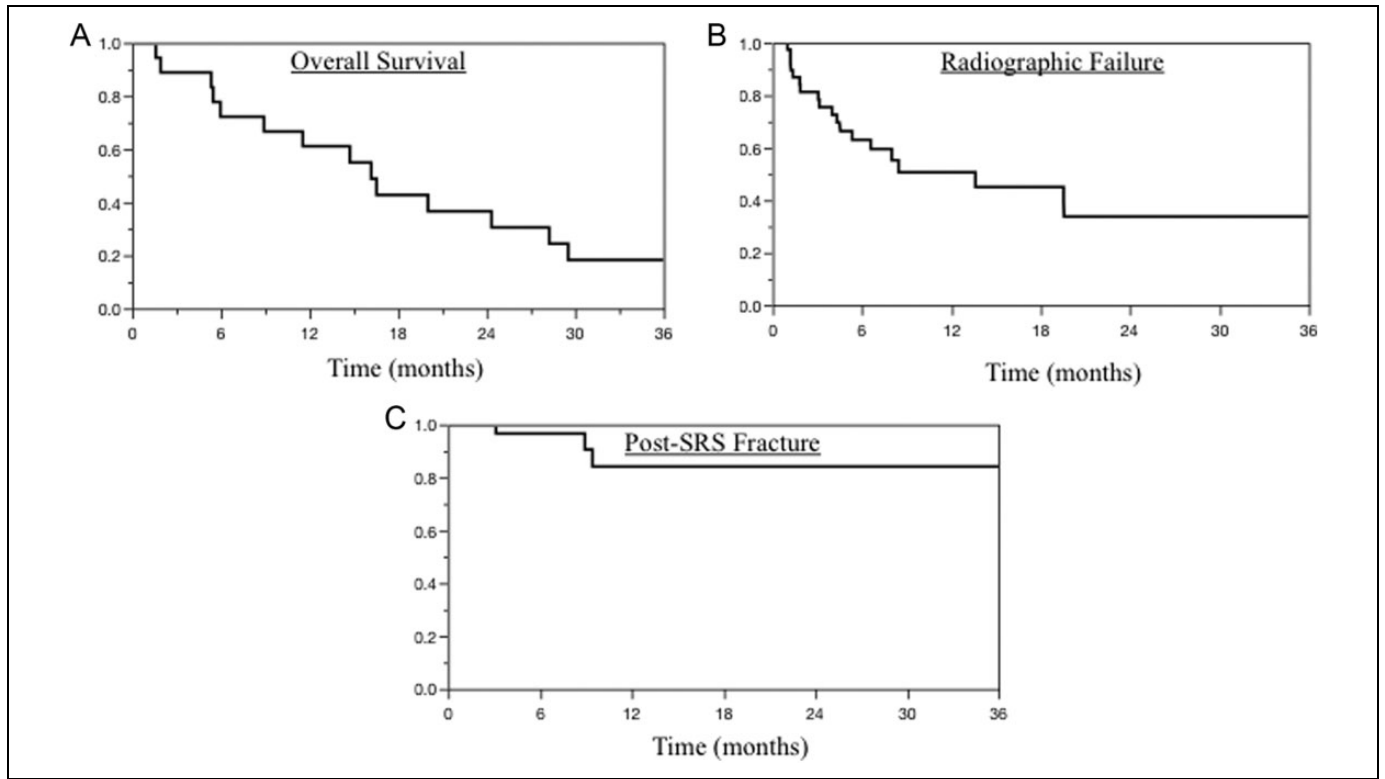 A
Overall Survival
1.0
0.8
0.6
0.4
0.2
0.0
0 6 12 18 24 30 36
Time (months)
B
Radiographic Failure
1.0
0.8
0.6
0.4
0.2
0.0
0 6 12 18 24 30 36
Time (months)
C
Post-SRS Fracture
1.0
0.8
0.6
0.4
0.2
0.0
0 6 12 18 24 30 36
Time (months)